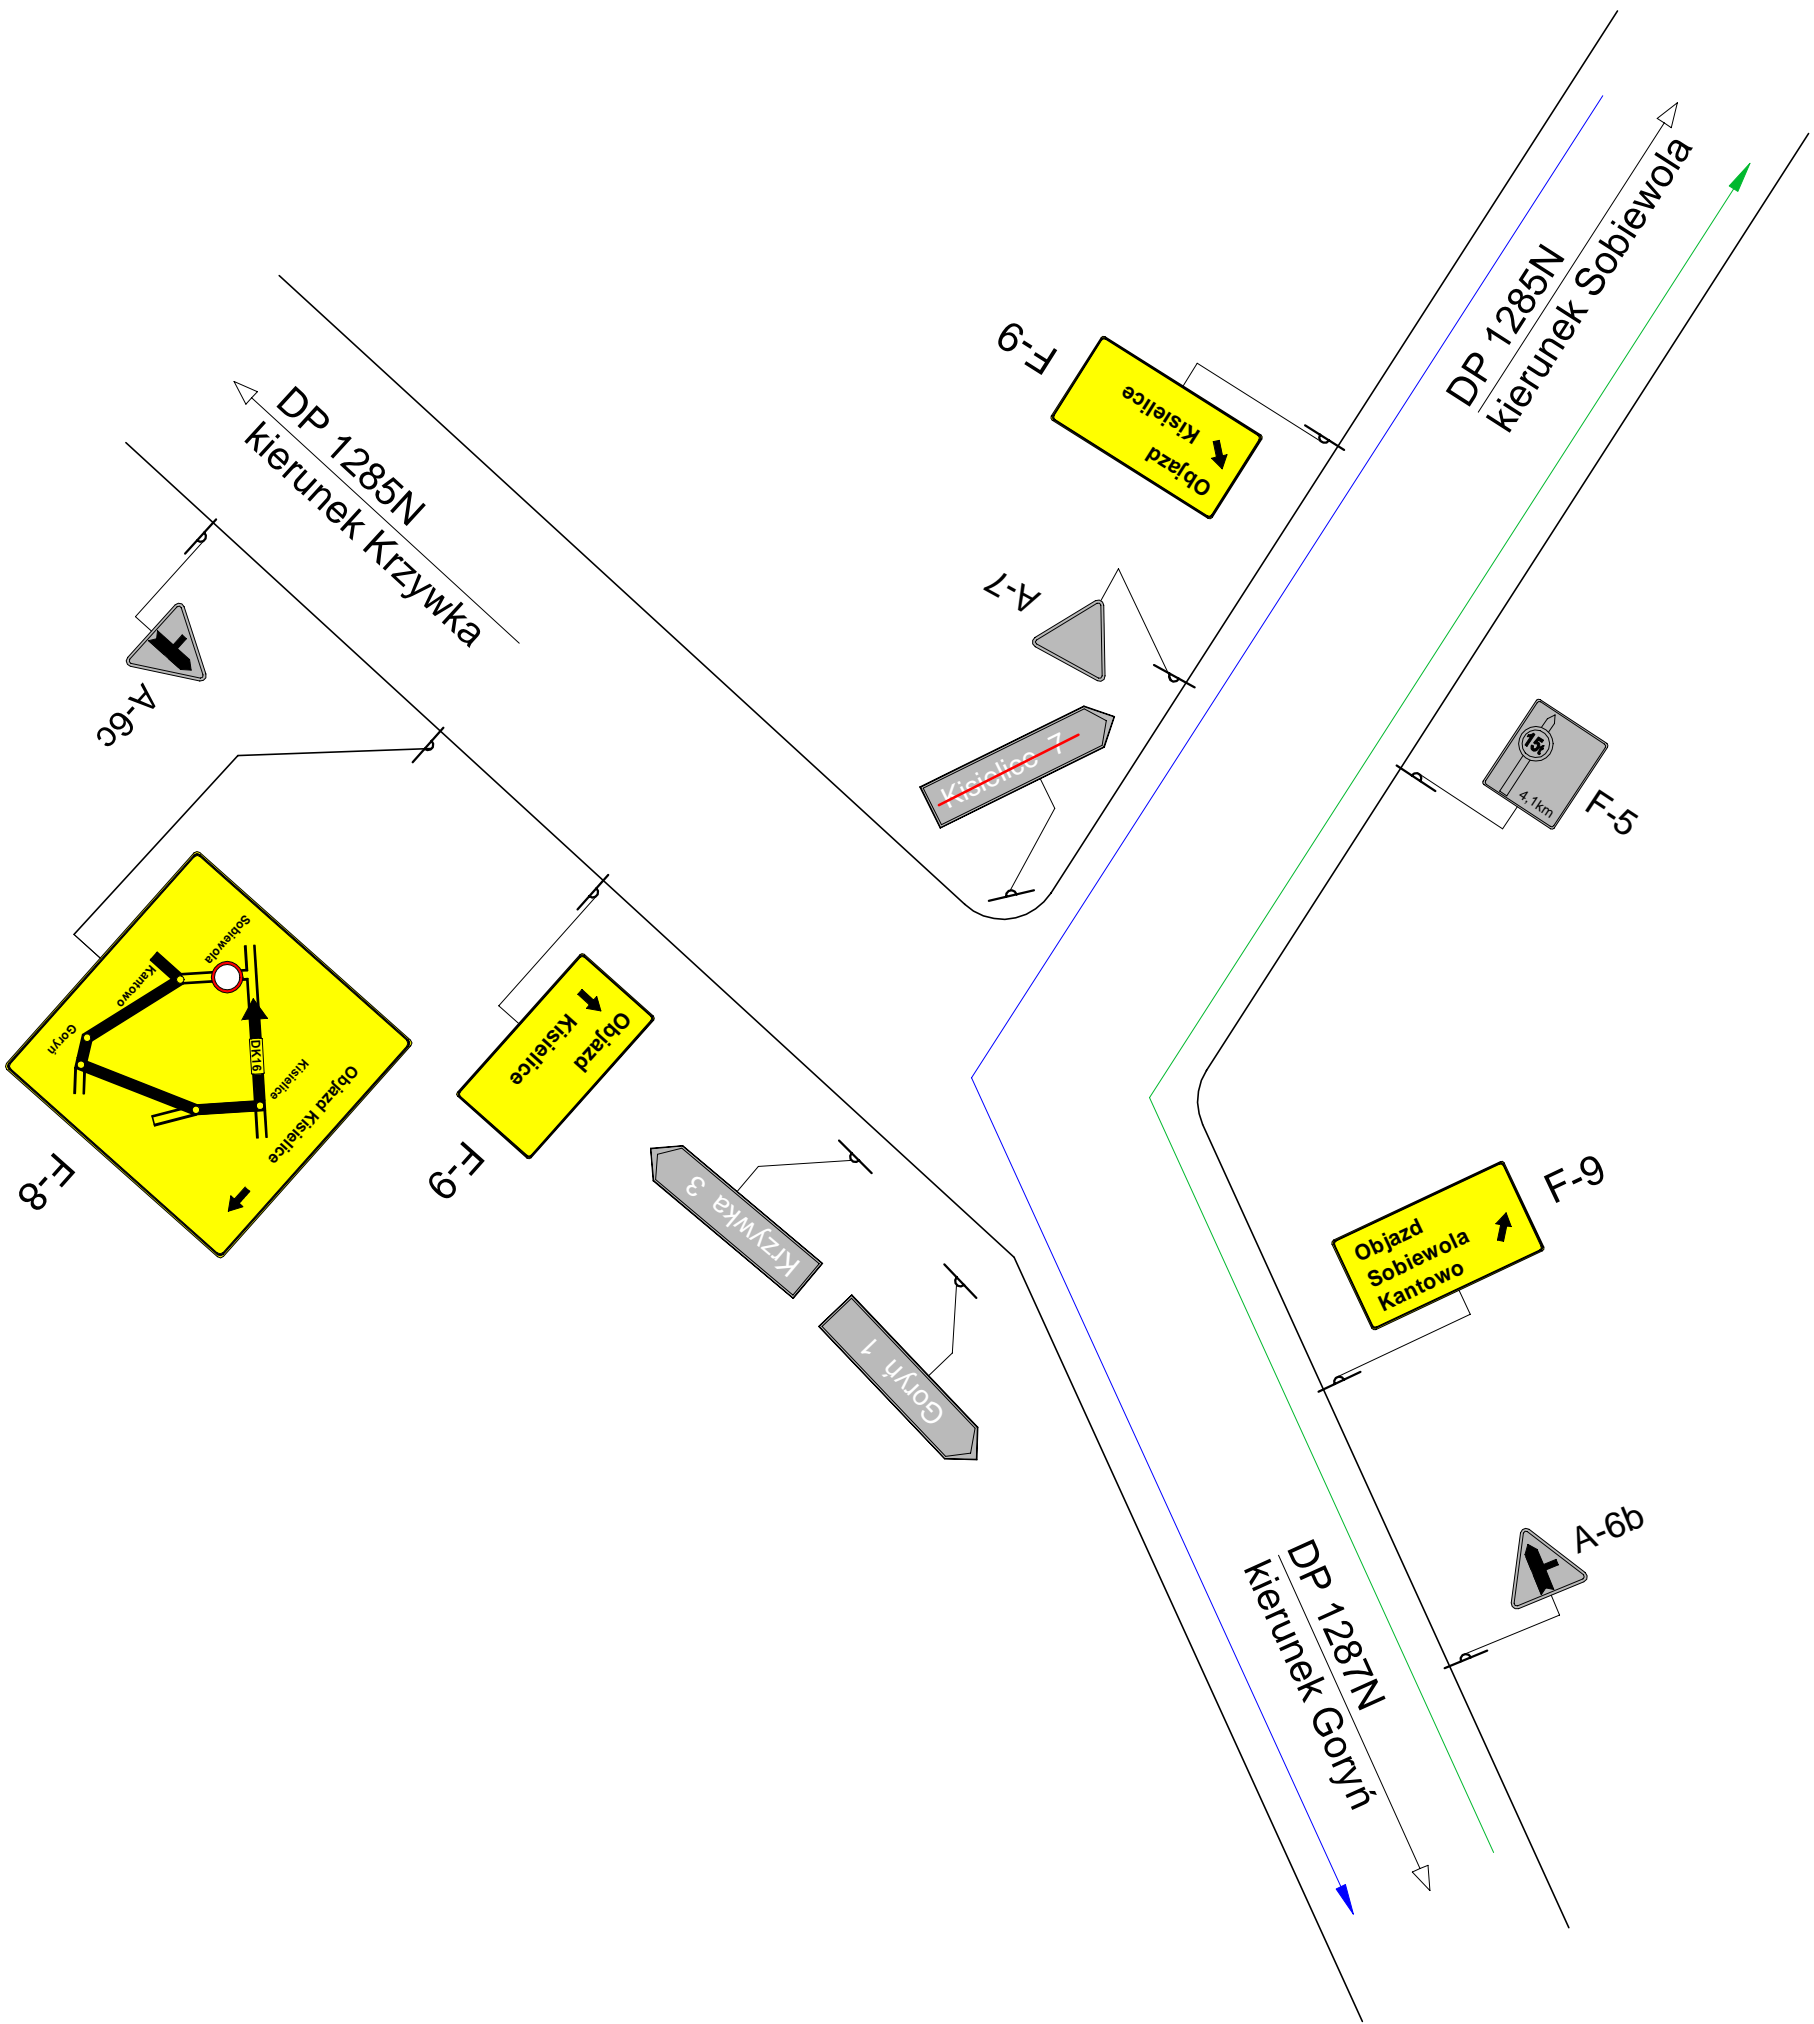 DP 1285N
kierunek Sobiewola
F-9
Objazd
Kisielice
DP 1285N
kierunek Krzywka
A-7
Kisielice 7
A-6c
15t
4,1km
F-5
Sobiewola
Kantowo
Goryń
DK16
Kisielice
Objazd Kisielice
F-8
Objazd
Kisielice
F-9
Krzywka 3
Goryń 1
Objazd
Sobiewola
Kantowo
F-9
A-6b
DP 1287N
kierunek Goryń